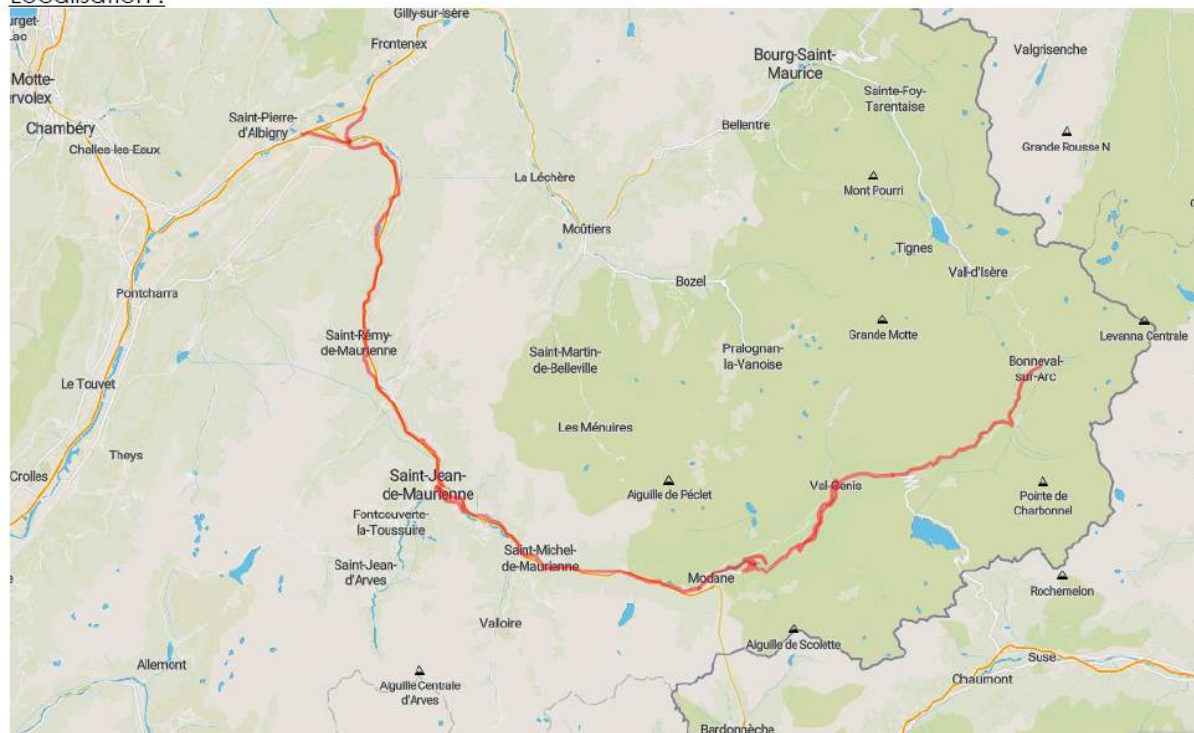 Localisation :
Gilly-sur-Isère
Lac
Frontenex
Bourg-Saint-
Maurice
Valgrisenche
Motte-
Servolex
Sainte-Foy-
Tarentaise
Saint-Pierre-
d'Albigny
Chambéry
Bellentre
Challes-les-Eaux
Grande Rousse N
La Léchère
Mont Pourri
Moûtiers
Tignes
Val-d'Isère
Bozel
Pontcharra
Grande Motte
Levanna Centrale
Saint-Rémy-
de-Maurienne
Saint-Martin-
de-Belleville
Pralognan-
la-Vanoise
Bonneval-
sur-Arc
Le Touvet
Les Ménuires
Theys
Crolles
Saint-Jean-
de-Maurienne
Aiguille de Péclet
Val-Cenis
Pointe de
Charbonnel
Fontcouverte-
la-Toussuire
Saint-Michel-
de-Maurienne
Saint-Jean-
d'Arves
Modane
Rochemelon
Valloire
Aiguille de Scolette
Suse
Allemont
Chaumont
Aiguille Centrale
d'Arves
Bardonnèche